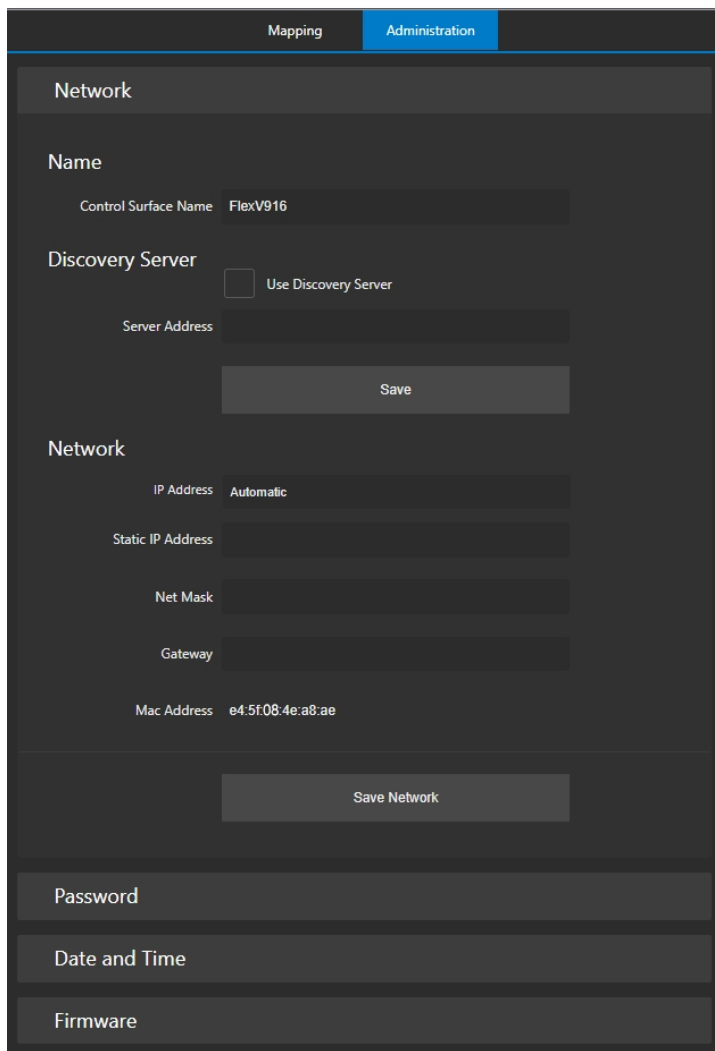 Mapping Administration
Network
Name
Control Surface Name FlexV916
Discovery Server
Use Discovery Server
Server Address
Save
Network
IP Address Automatic
Static IP Address
Net Mask
Gateway
Mac Address e4:5f:08:4e:a8:ae
Save Network
Password
Date and Time
Firmware